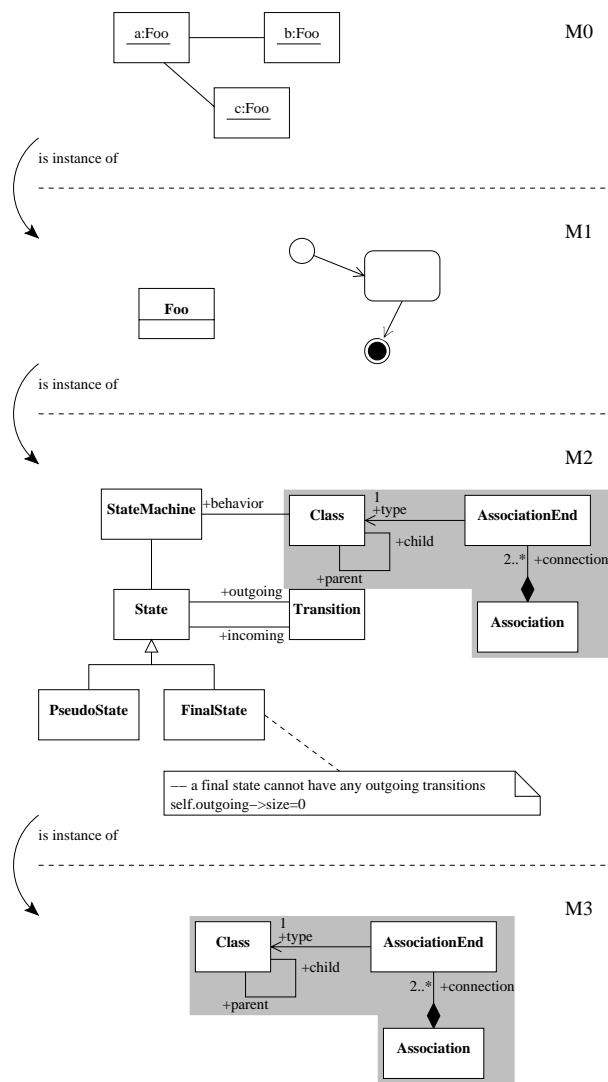 M0
a:Foo
b:Foo
c:Foo
is instance of
M1
Foo
is instance of
M2
StateMachine
+behavior
Class
1
+type
AssociationEnd
+child
+parent
2..*
+connection
State
+outgoing
+incoming
Transition
Association
PseudoState
FinalState
−− a final state cannot have any outgoing transitions
self.outgoing−>size=0
is instance of
M3
Class
1
+type
AssociationEnd
+child
+parent
2..*
+connection
Association